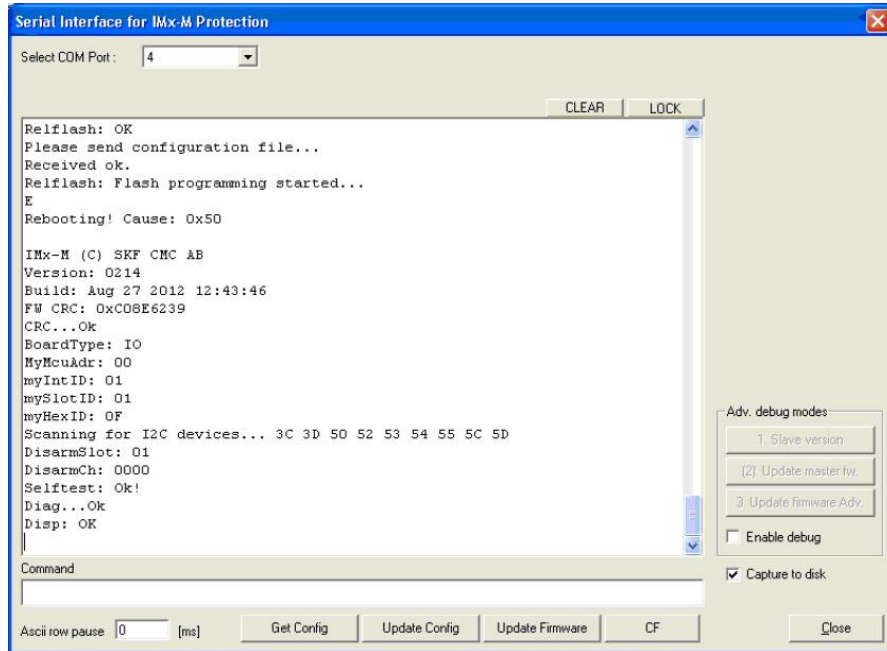 Serial Interface for IMx-M Protection
Select COM Port :
4
CLEAR
LOCK
Relflash: OK
Please send configuration file...
Received ok.
Relflash: Flash programming started...
E
Rebooting! Cause: 0x50
IMx-M (C) SKF CMC AB
Version: 0214
Build: Aug 27 2012 12:43:46
FW CRC: 0xC08E6239
CRC...Ok
BoardType: IO
MyMcuAdr: 00
myIntID: 01
mySlotID: 01
myHexID: 0F
Scanning for I2C devices... 3C 3D 50 52 53 54 55 5C 5D
DisarmSlot: 01
DisarmCh: 0000
Selftest: Ok!
Diag...Ok
Disp: OK
Adv. debug modes
1. Slave version
(2). Update master fw.
3. Update firmware Adv.
Enable debug
Command
Capture to disk
Ascii row pause 0 [ms]
Get Config
Update Config
Update Firmware
CF
Close